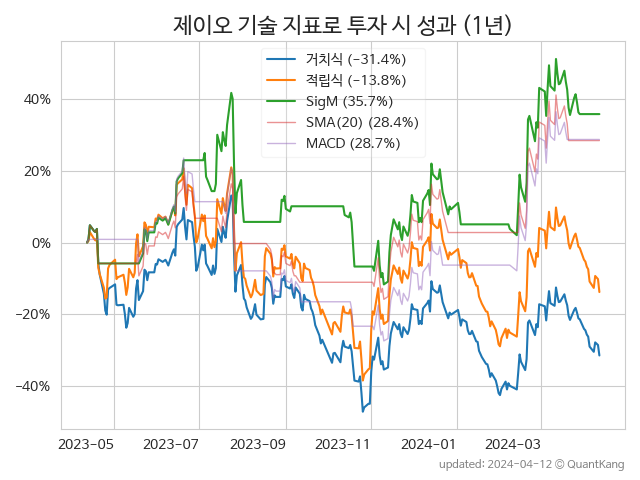 제이오 기술 지표로 투자 시 성과 (1년)
거치식 (−31.4%)
적립식 (−13.8%)
SigM (35.7%)
SMA(20) (28.4%)
MACD (28.7%)
40%
20%
0%
−20%
−40%
2023−05 2023−07 2023−09 2023−11 2024−01 2024−03
updated: 2024−04−12 © QuantKang